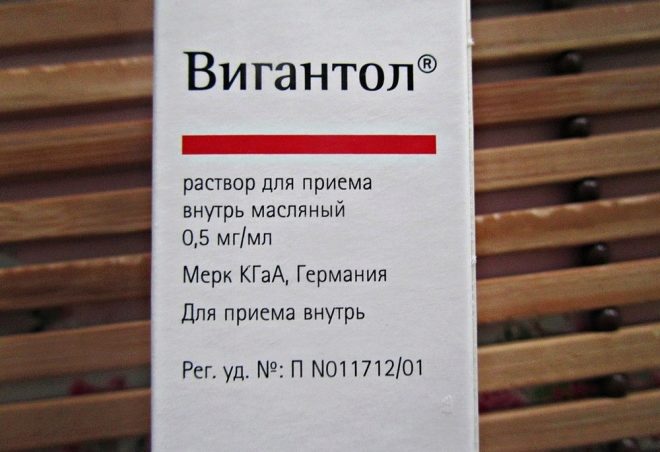 Вигантол®
раствор для приема
внутрь масляный
0,5 мг/мл
Мерк КГаА, Германия
Для приема внутрь
Рег. уд. №: П N011712/01